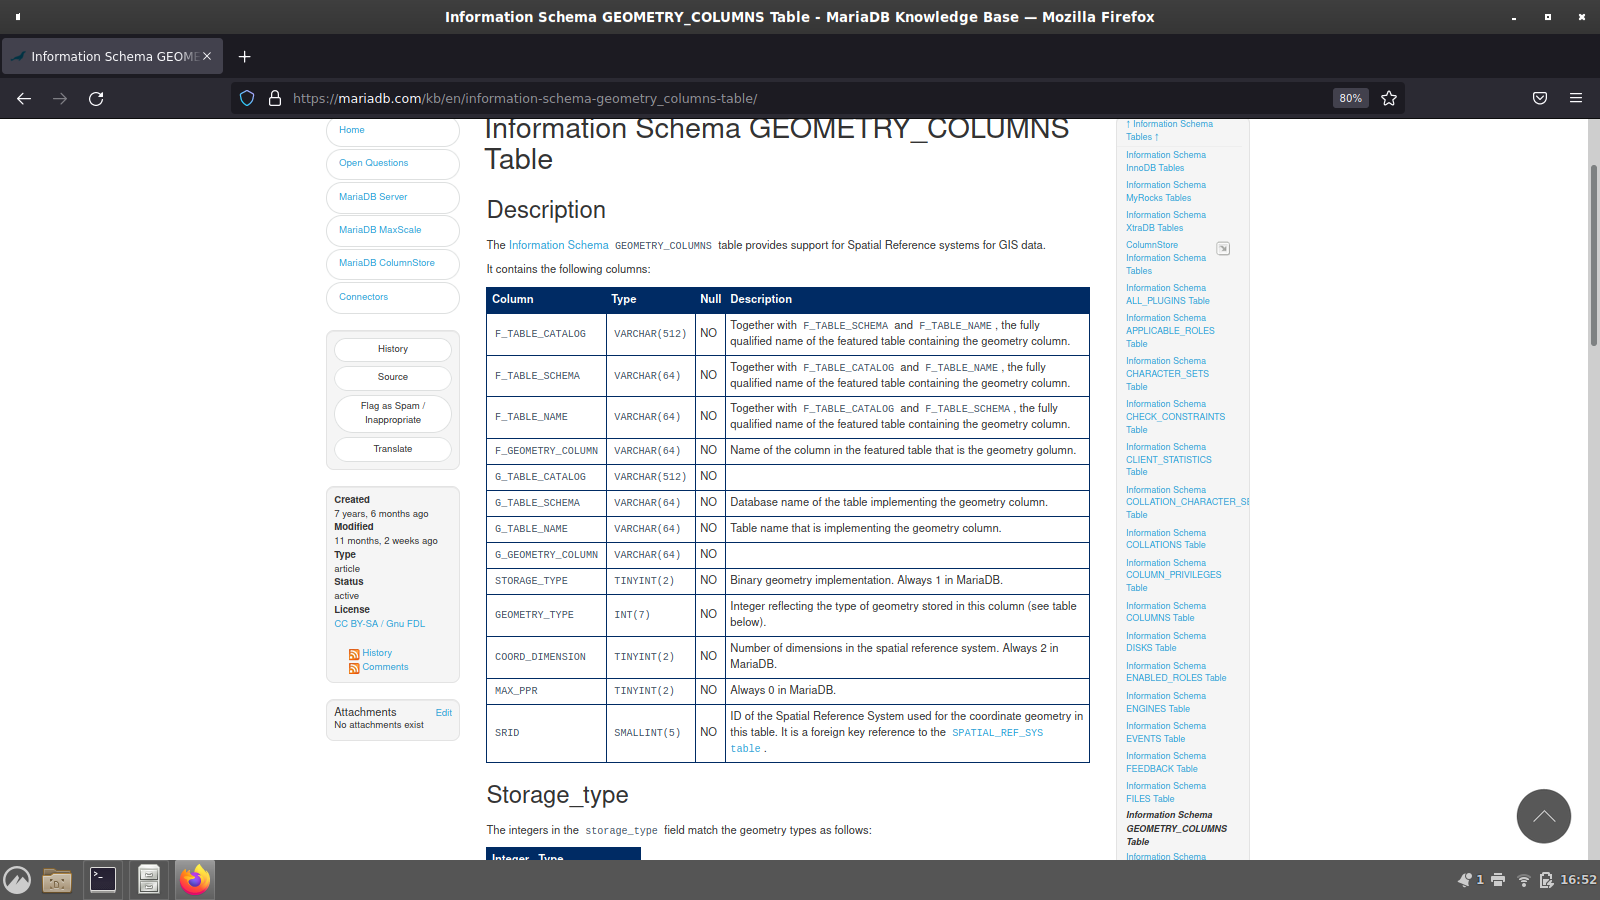 Information Schema GEOMETRY_COLUMNS Table - MariaDB Knowledge Base — Mozilla Firefox
Information Schema GEOME
https://mariadb.com/kb/en/information-schema-geometry_columns-table/
80%
Home
Open Questions
MariaDB Server
MariaDB MaxScale
MariaDB ColumnStore
Connectors
History
Source
Flag as Spam /
Inappropriate
Translate
Created
7 years, 6 months ago
Modified
11 months, 2 weeks ago
Type
article
Status
active
License
CC BY-SA / Gnu FDL
History
Comments
Attachments Edit
No attachments exist
Information Schema GEOMETRY_COLUMNS
Table
Description
The Information Schema GEOMETRY_COLUMNS table provides support for Spatial Reference systems for GIS data.
It contains the following columns:
Column Type Null Description
F_TABLE_CATALOG VARCHAR(512) NO Together with F_TABLE_SCHEMA and F_TABLE_NAME, the fully
qualified name of the featured table containing the geometry column.
F_TABLE_SCHEMA VARCHAR(64) NO Together with F_TABLE_CATALOG and F_TABLE_NAME, the fully
qualified name of the featured table containing the geometry column.
F_TABLE_NAME VARCHAR(64) NO Together with F_TABLE_CATALOG and F_TABLE_SCHEMA, the fully
qualified name of the featured table containing the geometry column.
F_GEOMETRY_COLUMN VARCHAR(64) NO Name of the column in the featured table that is the geometry golumn.
G_TABLE_CATALOG VARCHAR(512) NO
G_TABLE_SCHEMA VARCHAR(64) NO Database name of the table implementing the geometry column.
G_TABLE_NAME VARCHAR(64) NO Table name that is implementing the geometry column.
G_GEOMETRY_COLUMN VARCHAR(64) NO
STORAGE_TYPE TINYINT(2) NO Binary geometry implementation. Always 1 in MariaDB.
GEOMETRY_TYPE INT(7) NO Integer reflecting the type of geometry stored in this column (see table
below).
COORD_DIMENSION TINYINT(2) NO Number of dimensions in the spatial reference system. Always 2 in
MariaDB.
MAX_PPR TINYINT(2) NO Always 0 in MariaDB.
SRID SMALLINT(5) NO ID of the Spatial Reference System used for the coordinate geometry in
this table. It is a foreign key reference to the SPATIAL_REF_SYS
table.
Storage_type
The integers in the storage_type field match the geometry types as follows:
Integer Type
↑ Information Schema
Tables ↑
Information Schema
InnoDB Tables
Information Schema
MyRocks Tables
Information Schema
XtraDB Tables
ColumnStore
Information Schema
Tables
Information Schema
ALL_PLUGINS Table
Information Schema
APPLICABLE_ROLES
Table
Information Schema
CHARACTER_SETS
Table
Information Schema
CHECK_CONSTRAINTS
Table
Information Schema
CLIENT_STATISTICS
Table
Information Schema
COLLATION_CHARACTER_SE
Table
Information Schema
COLLATIONS Table
Information Schema
COLUMN_PRIVILEGES
Table
Information Schema
COLUMNS Table
Information Schema
DISKS Table
Information Schema
ENABLED_ROLES Table
Information Schema
ENGINES Table
Information Schema
EVENTS Table
Information Schema
FEEDBACK Table
Information Schema
FILES Table
Information Schema
GEOMETRY_COLUMNS
Table
Information Schema
1
16:52